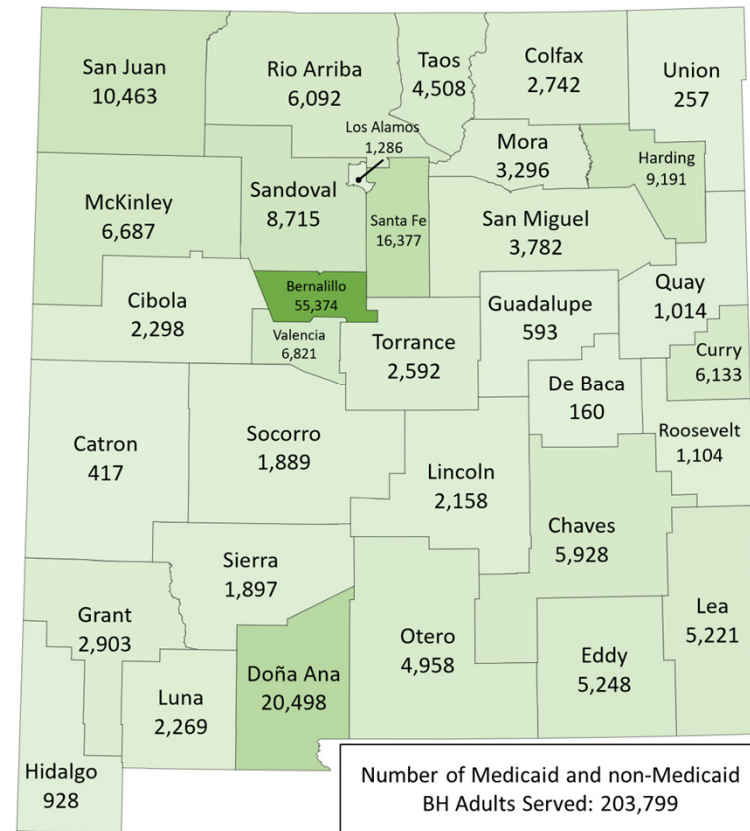 San Juan
10,463
Rio Arriba
6,092
Taos
4,508
Colfax
2,742
Union
257
Los Alamos
1,286
Mora
3,296
Harding
9,191
McKinley
6,687
Sandoval
8,715
Santa Fe
16,377
San Miguel
3,782
Cibola
2,298
Bernalillo
55,374
Valencia
6,821
Torrance
2,592
Guadalupe
593
Quay
1,014
Curry
6,133
De Baca
160
Roosevelt
1,104
Catron
417
Socorro
1,889
Lincoln
2,158
Chaves
5,928
Sierra
1,897
Grant
2,903
Lea
5,221
Otero
4,958
Eddy
5,248
Doña Ana
20,498
Luna
2,269
Hidalgo
928
Number of Medicaid and non-Medicaid
BH Adults Served: 203,799